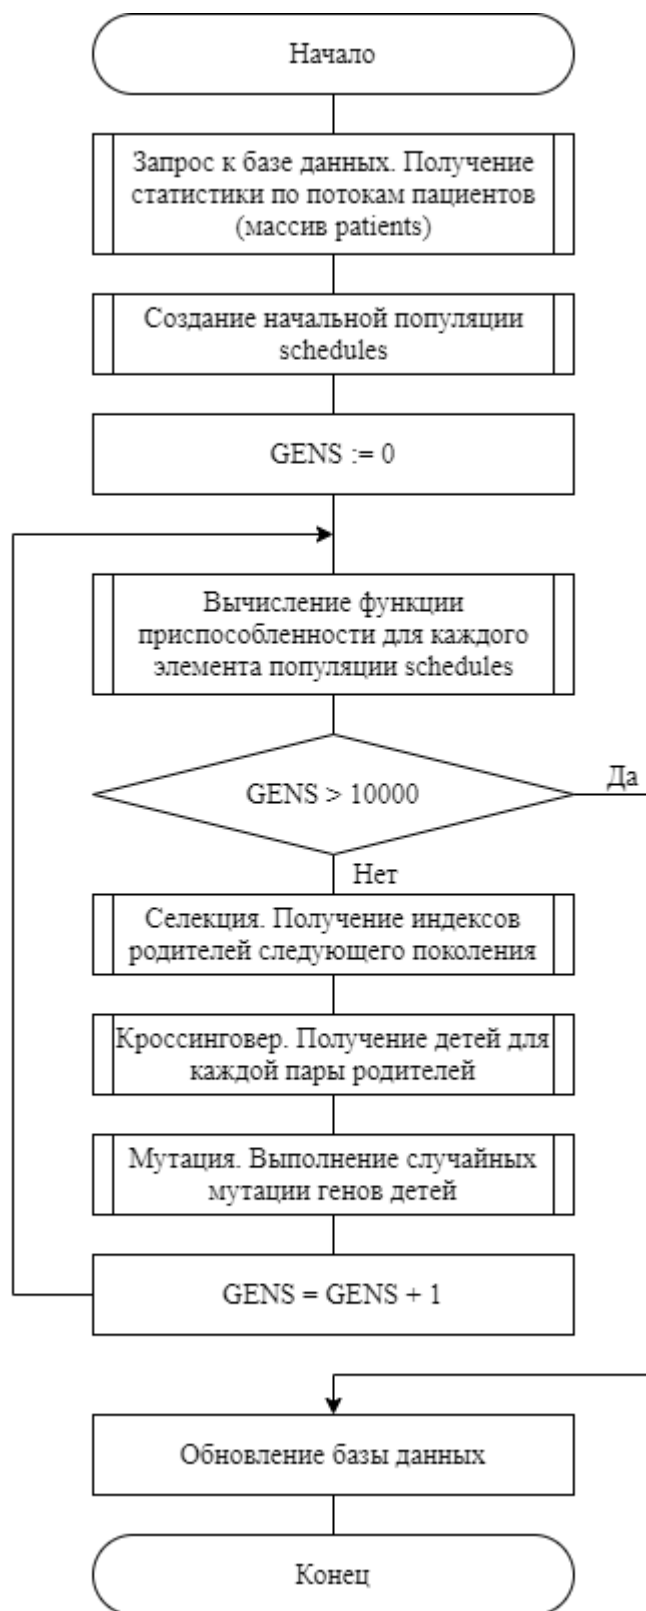 Начало
Запрос к базе данных. Получение
статистики по потокам пациентов
(массив patients)
Создание начальной популяции
schedules
GENS := 0
Вычисление функции
приспособленности для каждого
элемента популяции schedules
GENS > 10000
Да
Нет
Селекция. Получение индексов
родителей следующего поколения
Кроссинговер. Получение детей для
каждой пары родителей
Мутация. Выполнение случайных
мутации генов детей
GENS = GENS + 1
Обновление базы данных
Конец